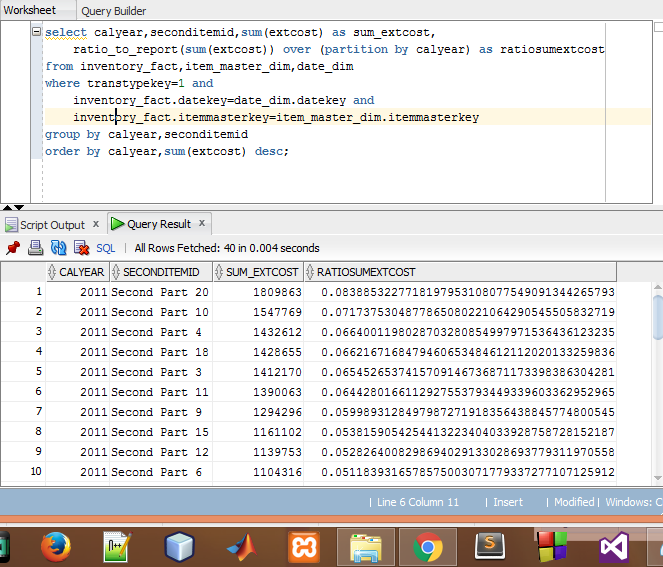 Worksheet Query Builder
select calyear,seconditemid,sum(extcost) as sum_extcost,
ratio_to_report(sum(extcost)) over (partition by calyear) as ratiosumextcost
from inventory_fact,item_master_dim,date_dim
where transtypekey=1 and
inventory_fact.datekey=date_dim.datekey and
inventory_fact.itemmasterkey=item_master_dim.itemmasterkey
group by calyear,seconditemid
order by calyear,sum(extcost) desc;
Script Output x Query Result x
SQL | All Rows Fetched: 40 in 0.004 seconds
CALYEAR SECONDITEMID SUM_EXTCOST RATIOSUMEXTCOST
1 2011 Second Part 20 1809863 0.0838853227718197953108077549091344265793
2 2011 Second Part 10 1547769 0.0717375304877865080221064290545505832719
3 2011 Second Part 4 1432612 0.0664001198028703280854997971536436123235
4 2011 Second Part 18 1428655 0.0662167168479460653484612112020133259836
5 2011 Second Part 3 1412170 0.0654526537415709146736871173398386304281
6 2011 Second Part 11 1390063 0.0644280166112927553793449339603362952965
7 2011 Second Part 9 1294296 0.0599893128497987271918356438845774800545
8 2011 Second Part 15 1161102 0.0538159054254413223404033928758728152187
9 2011 Second Part 12 1139753 0.0528264008298694029133028693779311970558
10 2011 Second Part 6 1104316 0.0511839316578575003071779337277107125912
| Line 6 Column 11 | Insert | Modified | Windows: C
N++ S